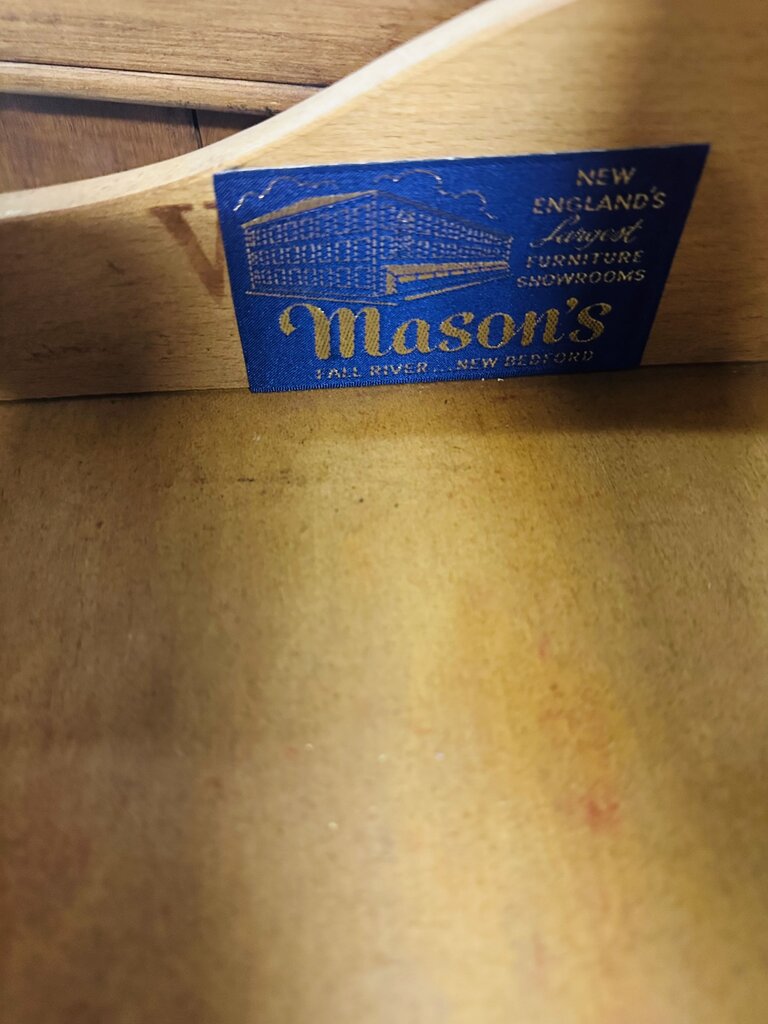 NEW
ENGLAND'S
Largest
FURNITURE
SHOWROOMS
Mason's
FALL RIVER....NEW BEDFORD